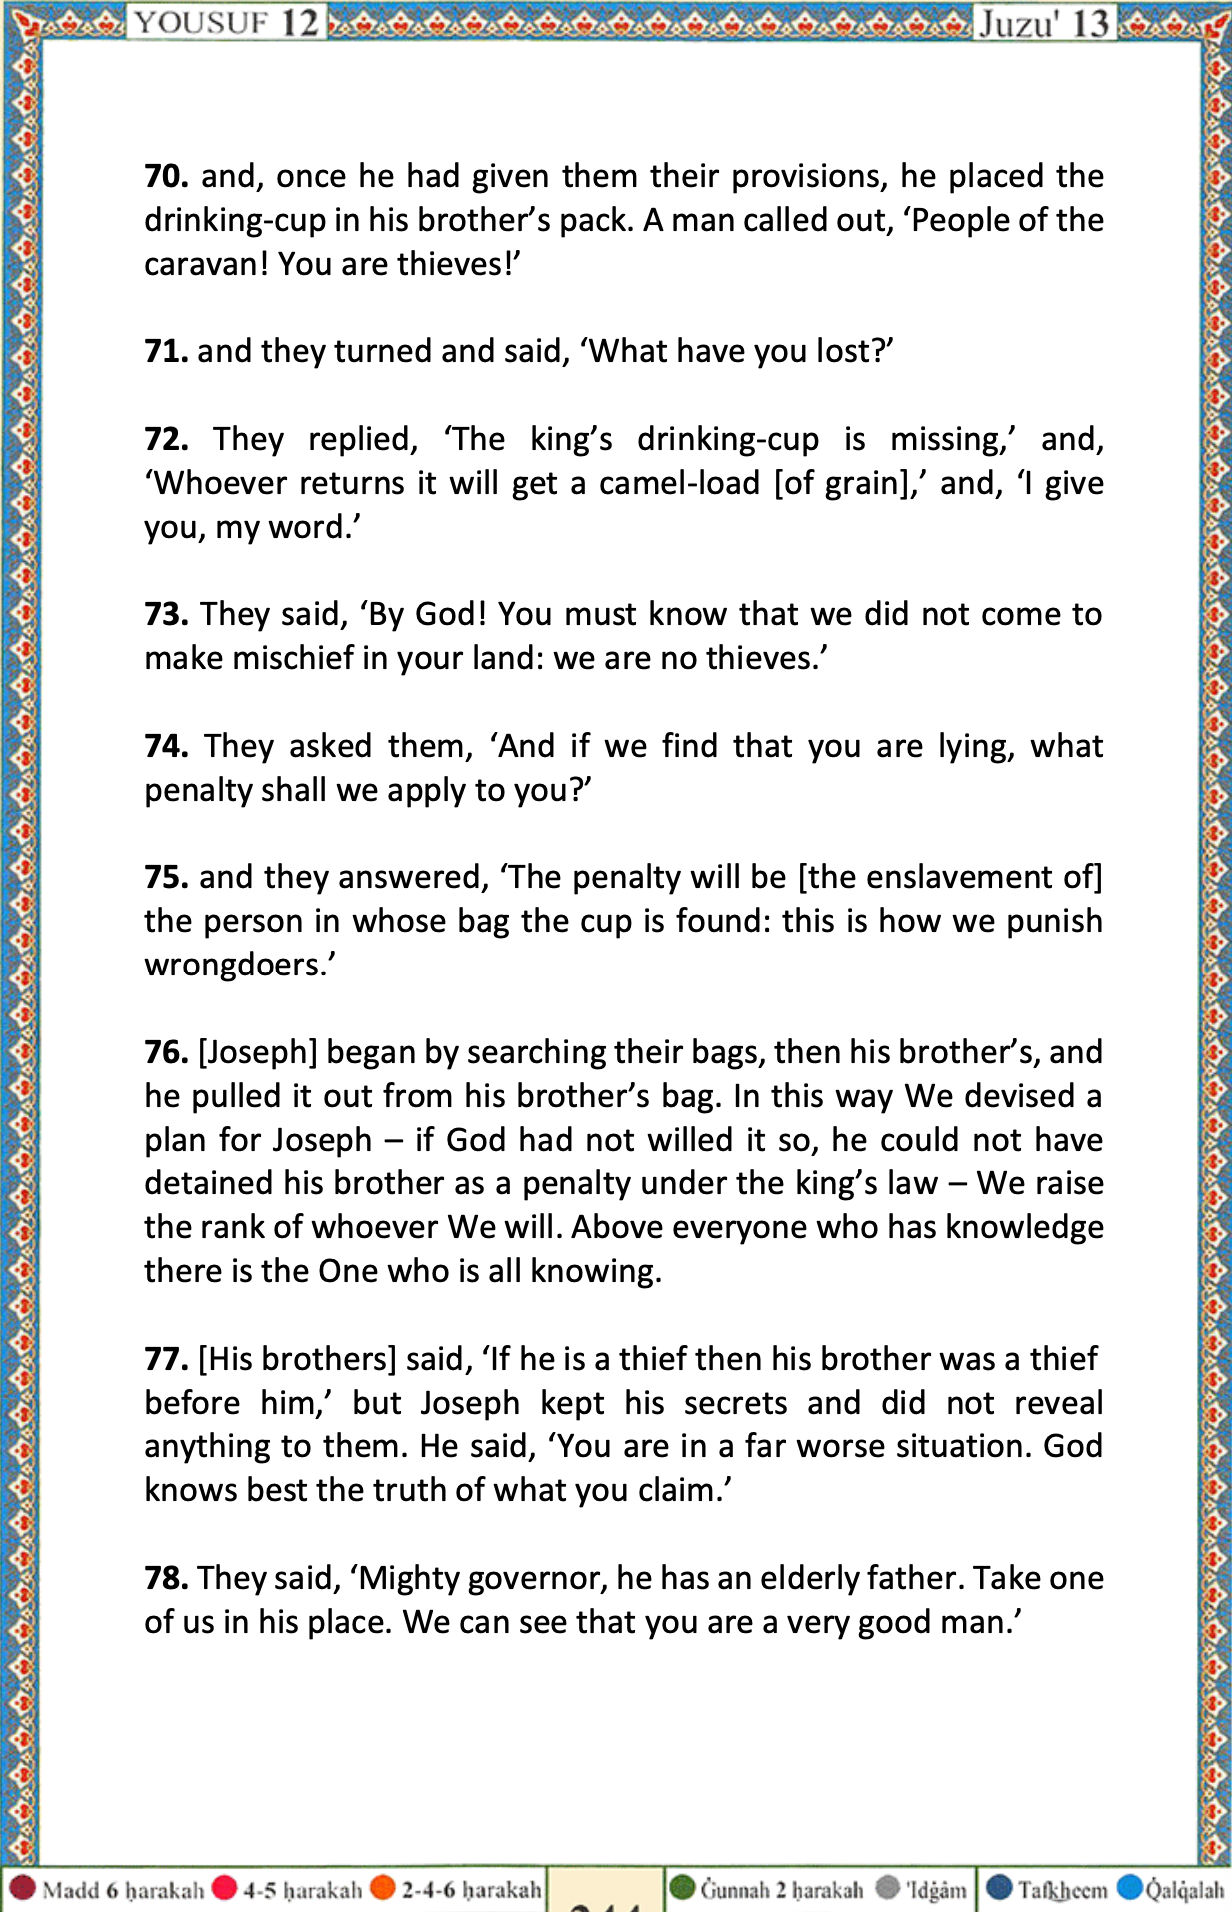 YOUSUF 12
Juzu' 13
70. and, once he had given them their provisions, he placed the
drinking-cup in his brother’s pack. A man called out, ‘People of the
caravan! You are thieves!’
71. and they turned and said, ‘What have you lost?’
72. They replied, ‘The king’s drinking-cup is missing,’ and,
‘Whoever returns it will get a camel-load [of grain],’ and, ‘I give
you, my word.’
73. They said, ‘By God! You must know that we did not come to
make mischief in your land: we are no thieves.’
74. They asked them, ‘And if we find that you are lying, what
penalty shall we apply to you?’
75. and they answered, ‘The penalty will be [the enslavement of]
the person in whose bag the cup is found: this is how we punish
wrongdoers.’
76. [Joseph] began by searching their bags, then his brother’s, and
he pulled it out from his brother’s bag. In this way We devised a
plan for Joseph – if God had not willed it so, he could not have
detained his brother as a penalty under the king’s law – We raise
the rank of whoever We will. Above everyone who has knowledge
there is the One who is all knowing.
77. [His brothers] said, ‘If he is a thief then his brother was a thief
before him,’ but Joseph kept his secrets and did not reveal
anything to them. He said, ‘You are in a far worse situation. God
knows best the truth of what you claim.’
78. They said, ‘Mighty governor, he has an elderly father. Take one
of us in his place. We can see that you are a very good man.’
Madd 6 ḥarakah 4-5 ḥarakah 2-4-6 ḥarakah
Ġunnah 2 ḥarakah 'Idġâm
Tafkheem Q̇alq̇alah